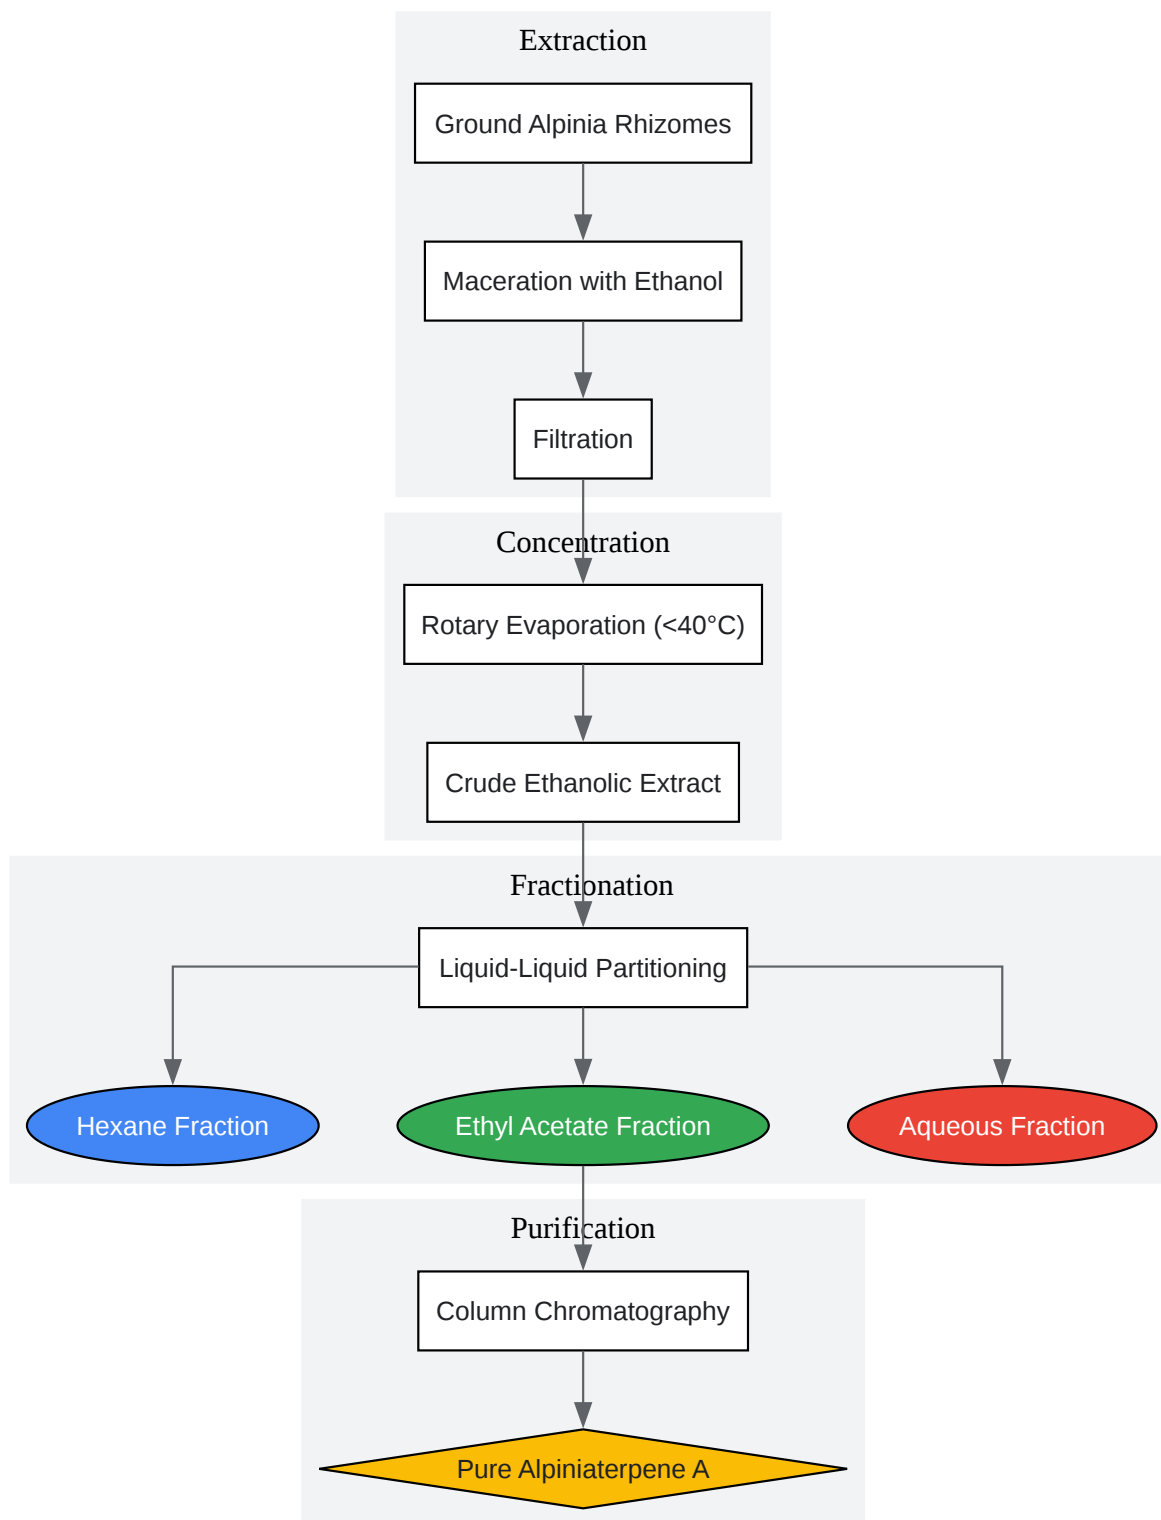 Extraction
Ground Alpinia Rhizomes
Maceration with Ethanol
Filtration
Concentration
Rotary Evaporation (<40°C)
Crude Ethanolic Extract
Fractionation
Liquid-Liquid Partitioning
Hexane Fraction
Ethyl Acetate Fraction
Aqueous Fraction
Purification
Column Chromatography
Pure Alpiniaterpene A